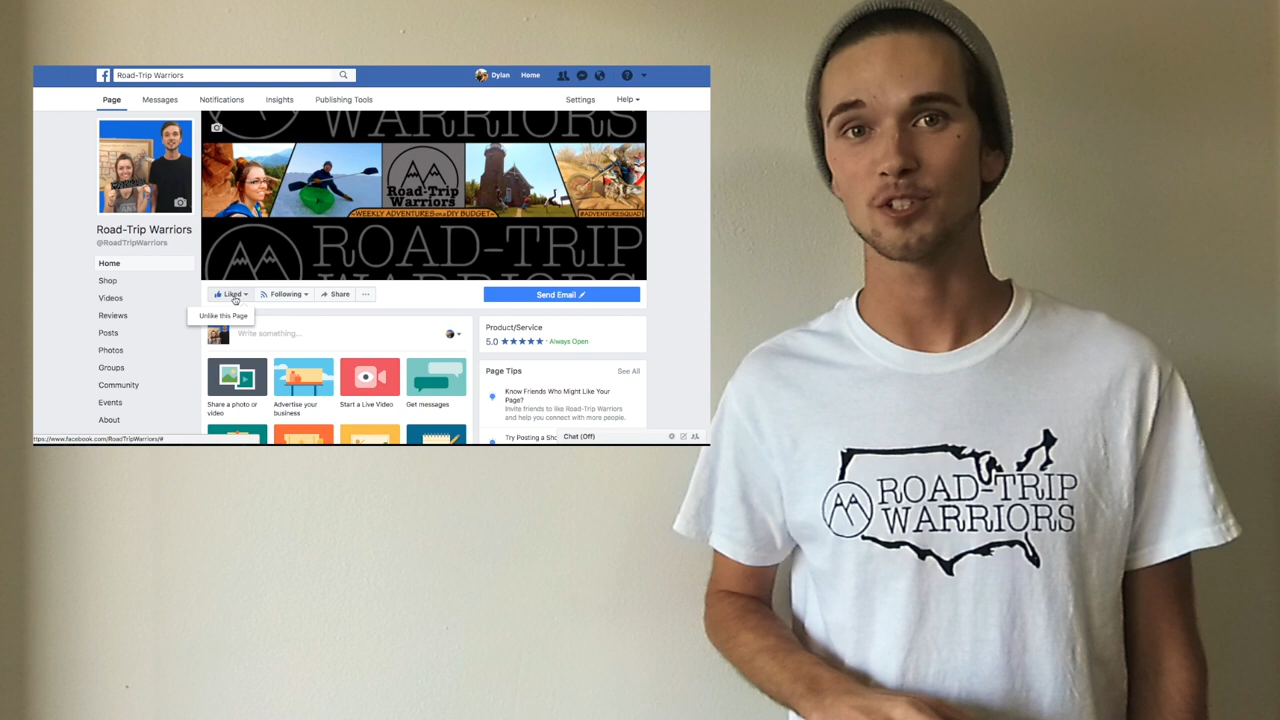 Road-Trip Warriors
Dylan
Home
Page
Messages
Notifications
Insights
Publishing Tools
Settings
Help
WARRIORS
Road-Trip
Warriors
~WEEKLY ADVENTURES on a DIY BUDGET~
#ADVENTURESQUAD
ROAD-TRIP
WARRIORS
Road-Trip Warriors
@RoadTripWarriors
Home
Shop
Videos
Reviews
Posts
Photos
Groups
Community
Events
About
Liked
Following
Share
Send Email
Unlike this Page
Write something...
Share a photo or
video
Advertise your
business
Start a Live Video
Get messages
Product/Service
5.0 ★★★★★ · Always Open
Page Tips
See All
Know Friends Who Might Like Your
Page?
Invite friends to like Road-Trip Warriors
and help you connect with more people.
Try Posting a Sho
Chat (Off)
ttps://www.facebook.com/RoadTripWarriors/#
ROAD-TRIP
WARRIORS